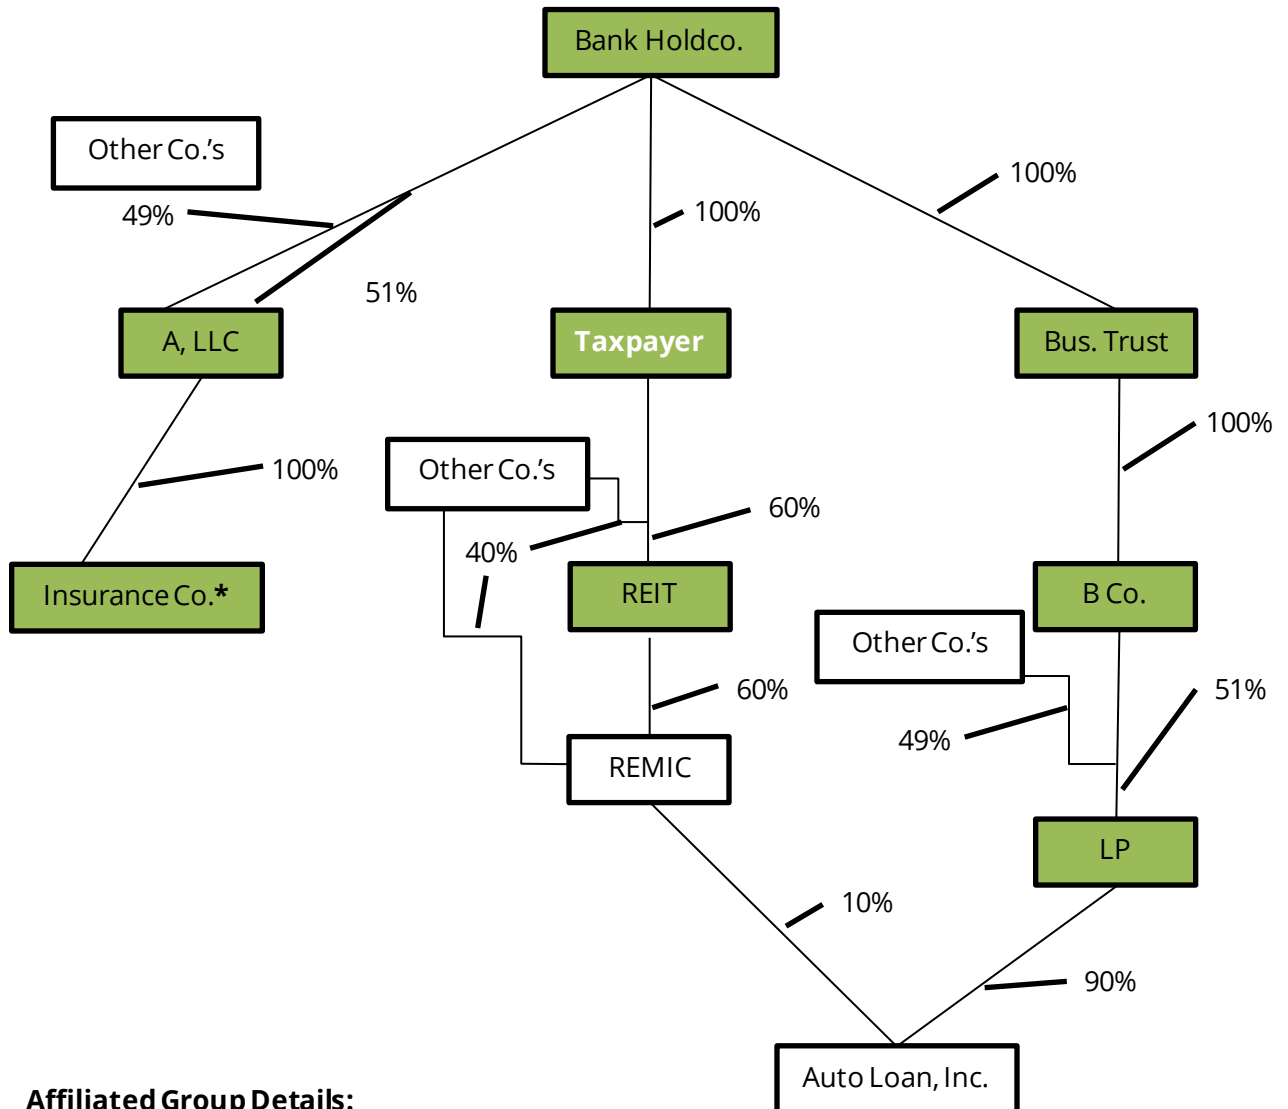 Bank Holdco.
Other Co.'s
100%
49%
100%
51%
A, LLC
Taxpayer
Bus. Trust
100%
Other Co.'s
100%
60%
40%
Insurance Co.*
REIT
B Co.
Other Co.'s
60%
51%
49%
REMIC
LP
10%
90%
Auto Loan, Inc.
Affiliated Group Details: